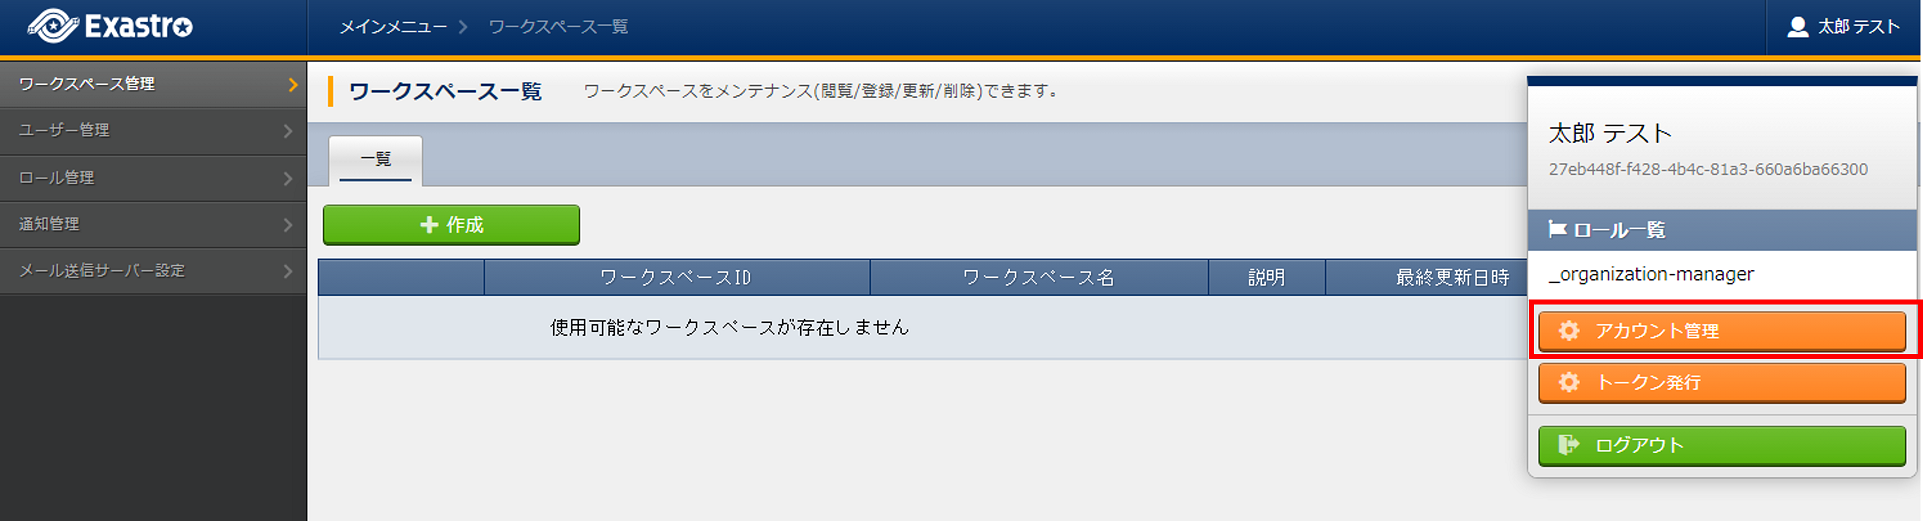 Exastro
メインメニュー
ワークスペース一覧
太郎 テスト
ワークスペース管理
ユーザー管理
ロール管理
通知管理
メール送信サーバー設定
ワークスペース一覧
ワークスペースをメンテナンス(閲覧/登録/更新/削除)できます。
一覧
作成
ワークスペースID
ワークスペース名
説明
最終更新日時
使用可能なワークスペースが存在しません
太郎 テスト
27eb448f-f428-4b4c-81a3-660a6ba66300
ロール一覧
_organization-manager
アカウント管理
トークン発行
ログアウト